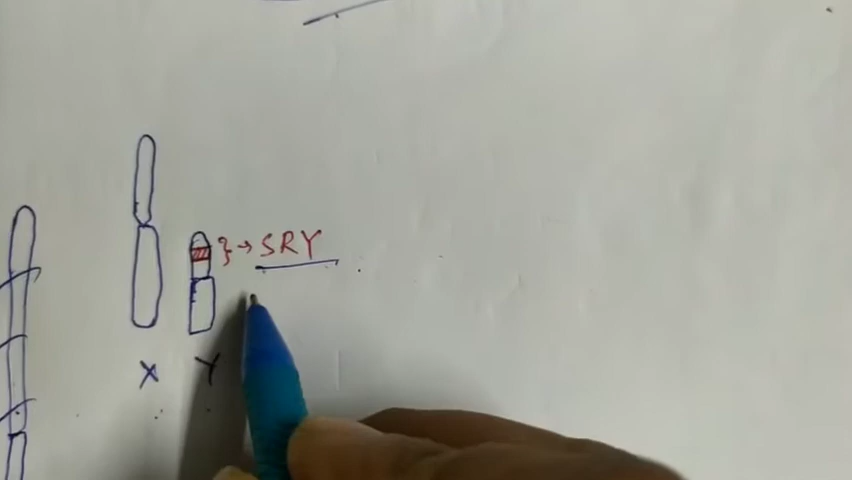 } → SRY
X Y